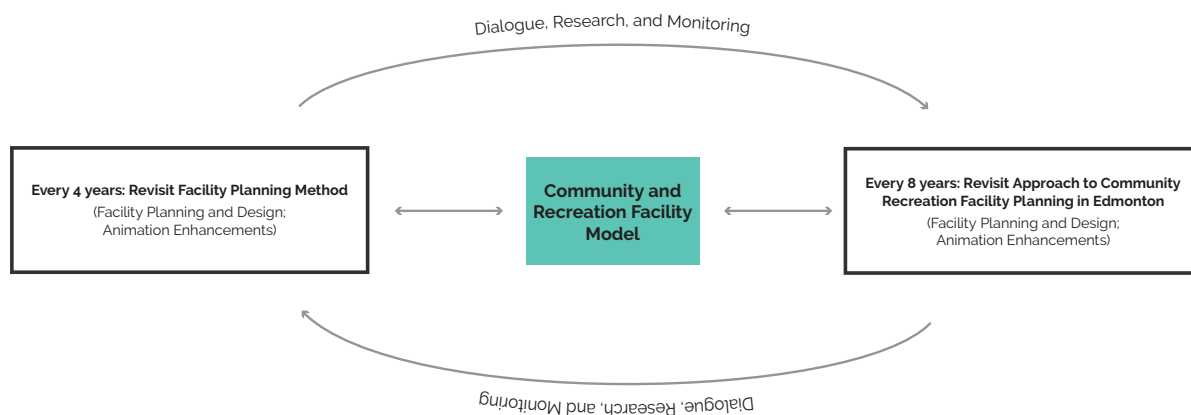 Dialogue, Research, and Monitoring
Every 4 years: Revisit Facility Planning Method
(Facility Planning and Design;
Animation Enhancements)
Community and
Recreation Facility
Model
Every 8 years: Revisit Approach to Community
Recreation Facility Planning in Edmonton
(Facility Planning and Design;
Animation Enhancements)
Dialogue, Research, and Monitoring